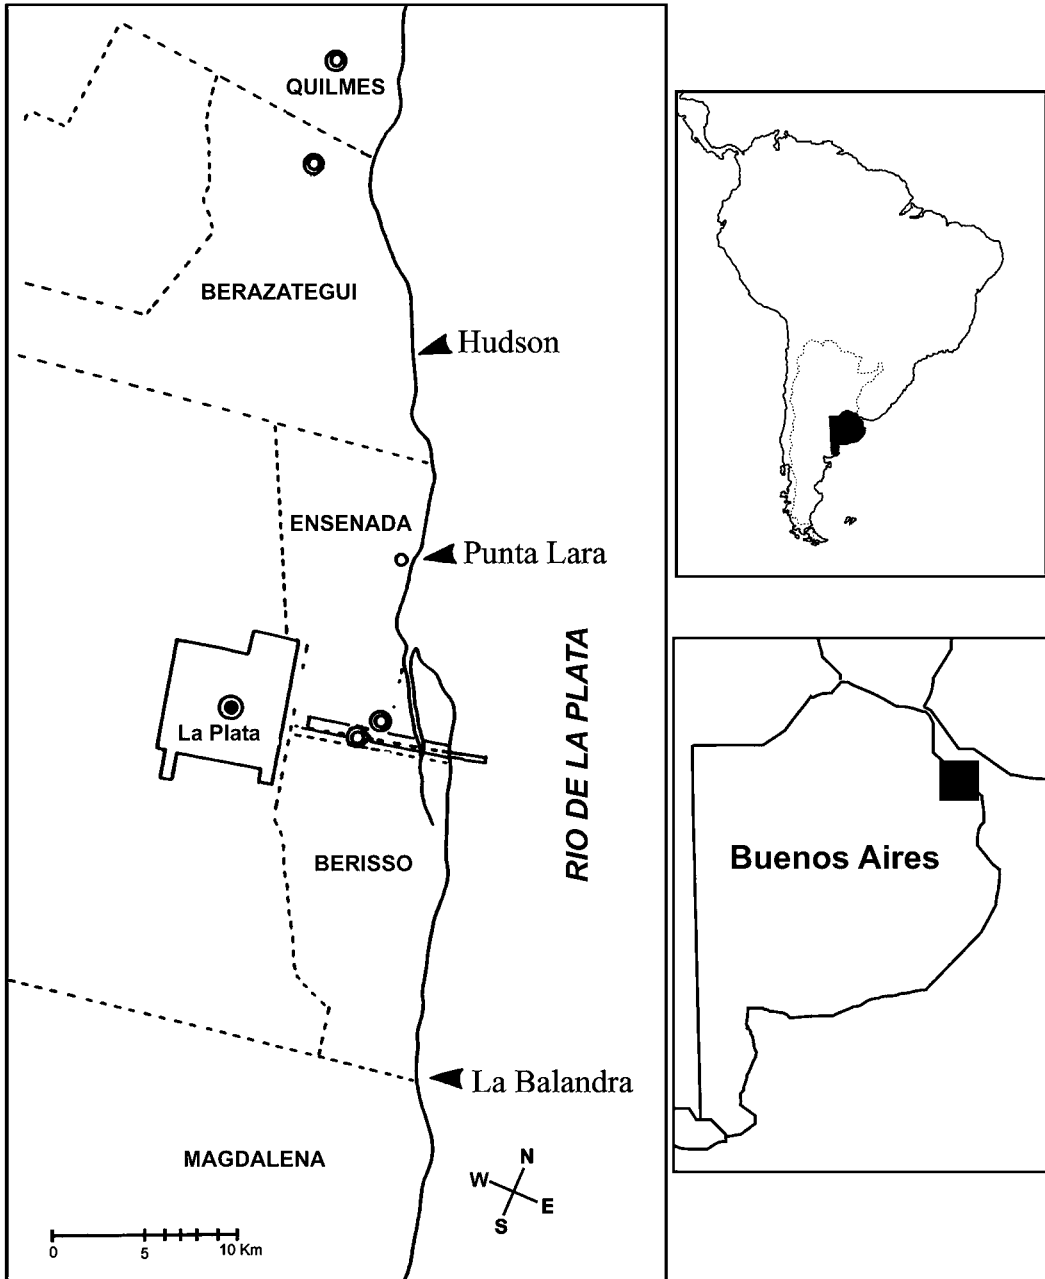 QUILMES
BERAZATEGUI
Hudson
ENSENADA
Punta Lara
La Plata
RIO DE LA PLATA
BERISSO
La Balandra
MAGDALENA
N
W
E
S
0 5 10 Km
Buenos Aires